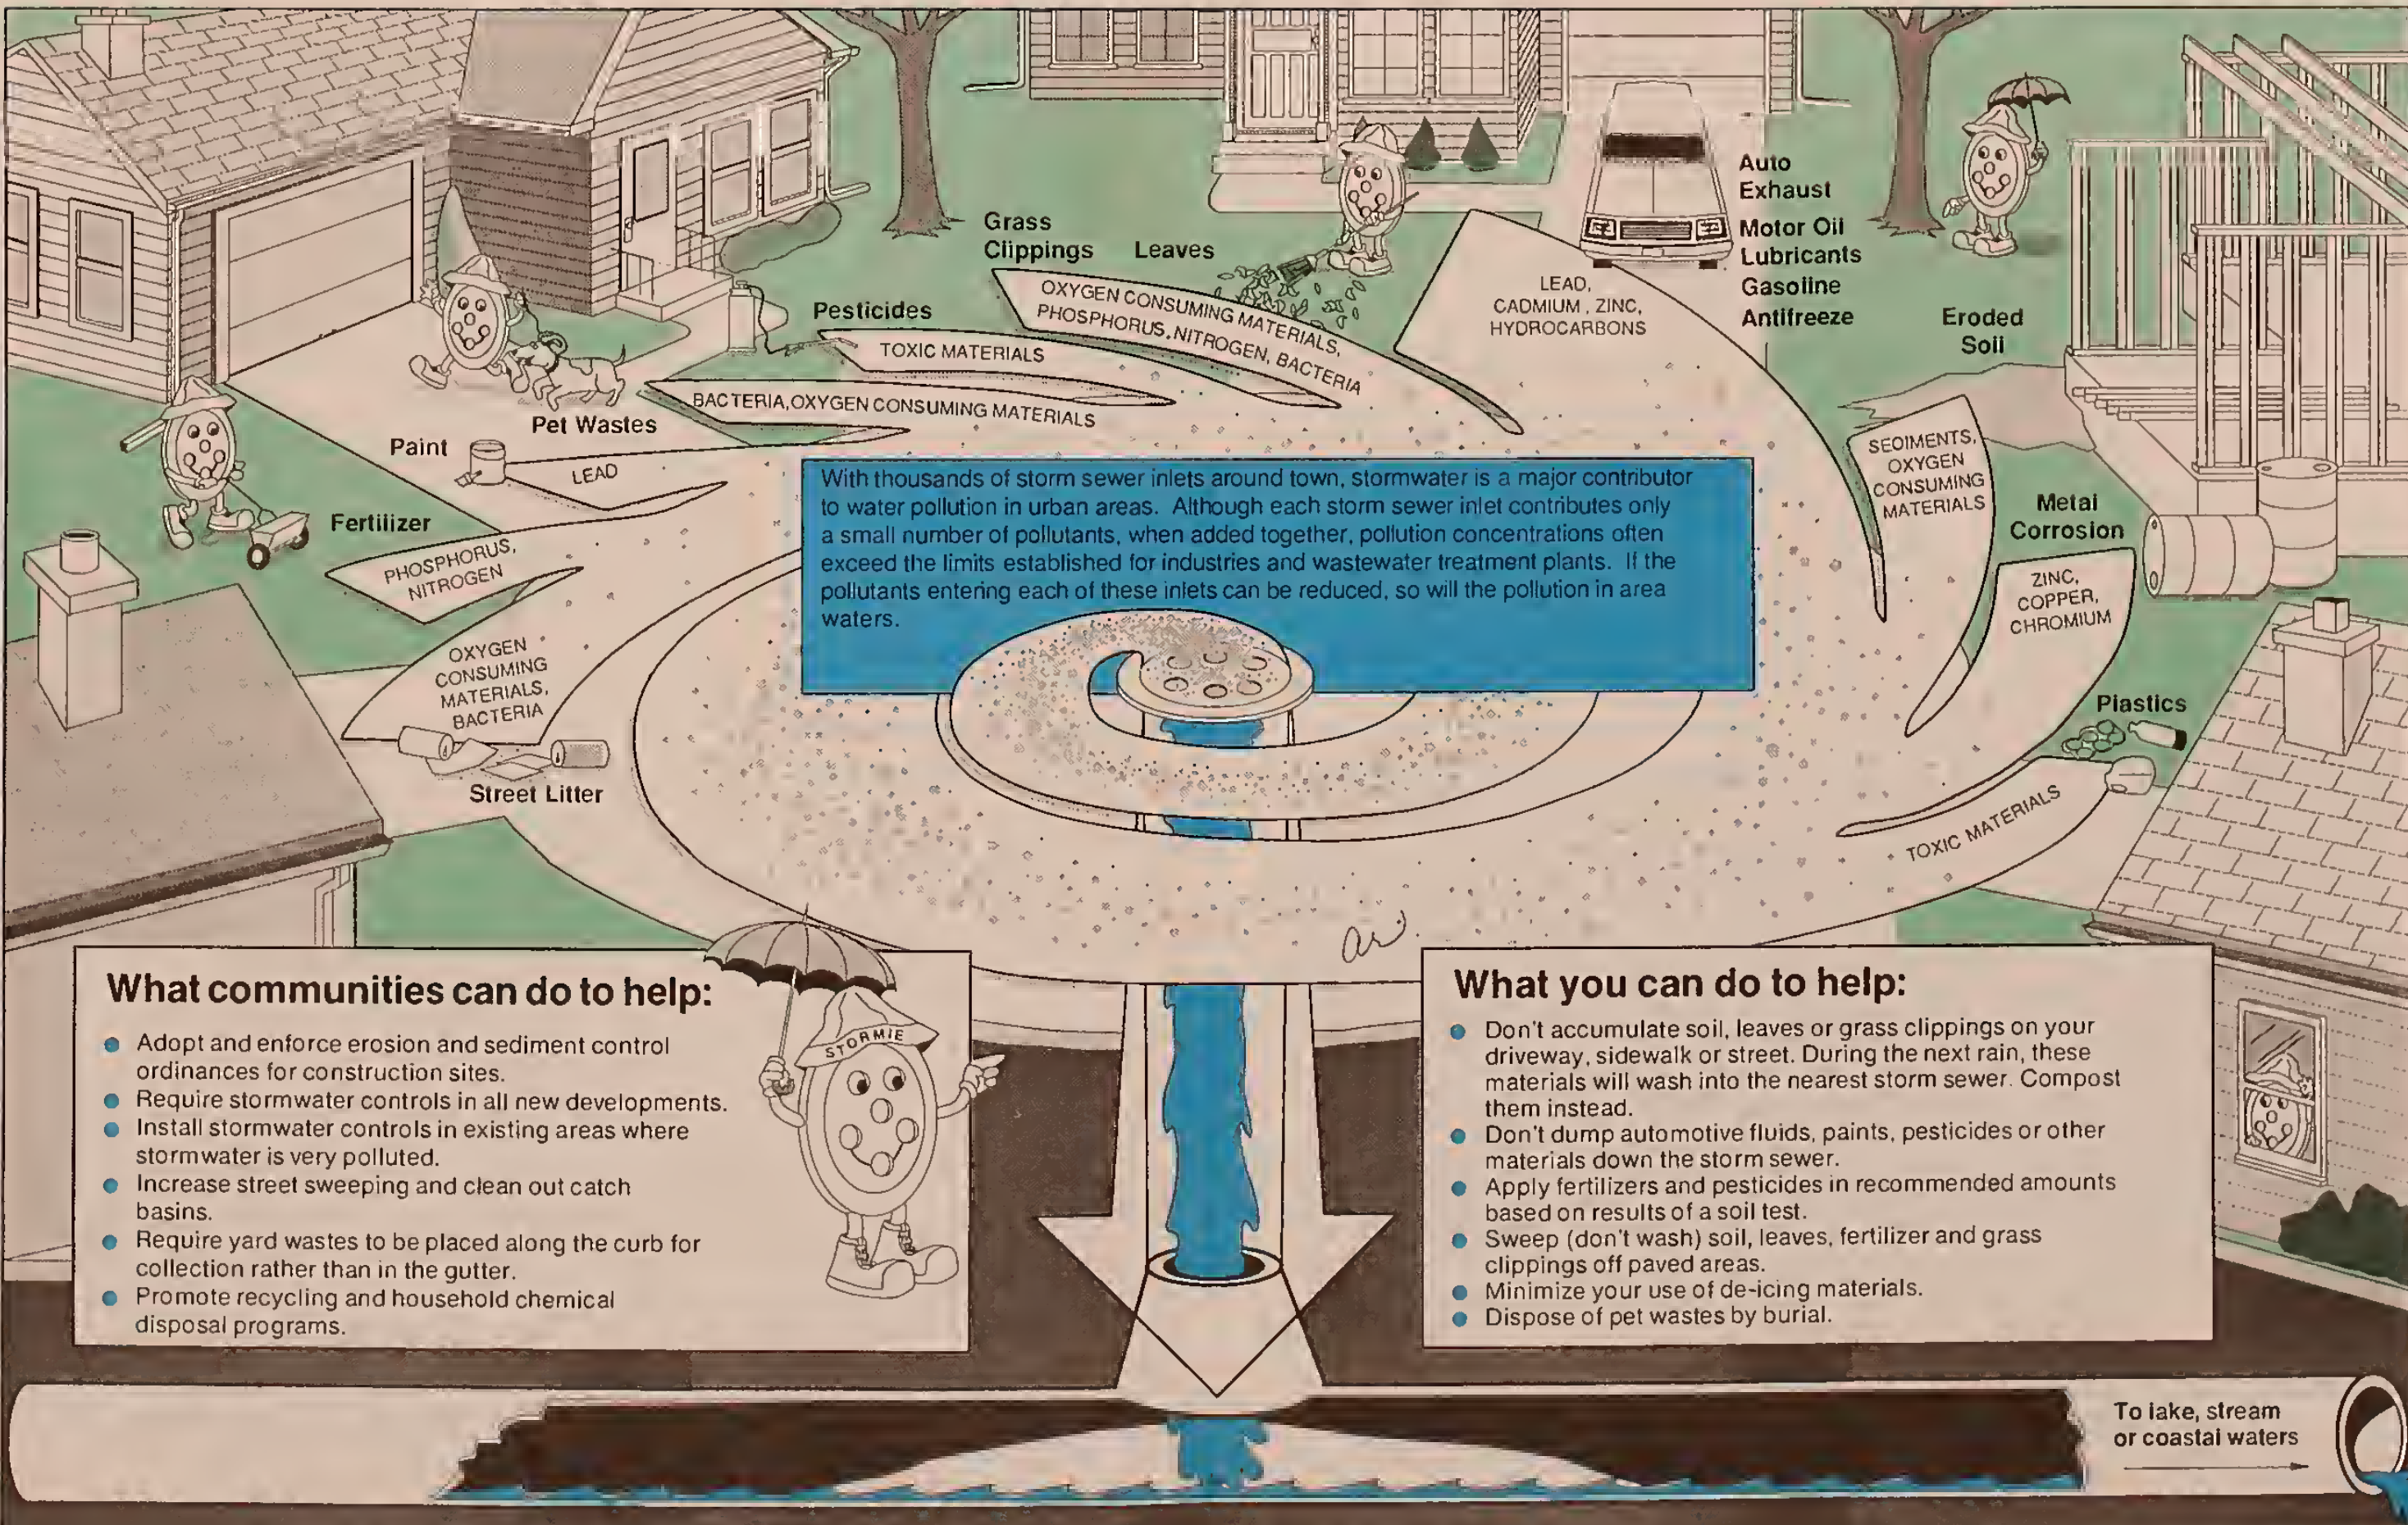 Grass
Clippings
Leaves
Auto
Exhaust
Motor Oil
Lubricants
Gasoline
Antifreeze
Pesticides
OXYGEN CONSUMING MATERIALS,
PHOSPHORUS, NITROGEN, BACTERIA
LEAD,
CADMIUM, ZINC,
HYDROCARBONS
Eroded
Soil
TOXIC MATERIALS
BACTERIA, OXYGEN CONSUMING MATERIALS
Pet Wastes
Paint
LEAD
SEDIMENTS,
OXYGEN
CONSUMING
MATERIALS
Metal
Corrosion
Fertilizer
PHOSPHORUS,
NITROGEN
ZINC,
COPPER,
CHROMIUM
With thousands of storm sewer inlets around town, stormwater is a major contributor
to water pollution in urban areas. Although each storm sewer inlet contributes only
a small number of pollutants, when added together, pollution concentrations often
exceed the limits established for industries and wastewater treatment plants. If the
pollutants entering each of these inlets can be reduced, so will the pollution in area
waters.
OXYGEN
CONSUMING
MATERIALS,
BACTERIA
Street Litter
Plastics
TOXIC MATERIALS
What communities can do to help:
Adopt and enforce erosion and sediment control
ordinances for construction sites.
Require stormwater controls in all new developments.
Install stormwater controls in existing areas where
stormwater is very polluted.
Increase street sweeping and clean out catch
basins.
Require yard wastes to be placed along the curb for
collection rather than in the gutter.
Promote recycling and household chemical
disposal programs.
STORMIE
What you can do to help:
Don't accumulate soil, leaves or grass clippings on your
driveway, sidewalk or street. During the next rain, these
materials will wash into the nearest storm sewer. Compost
them instead.
Don't dump automotive fluids, paints, pesticides or other
materials down the storm sewer.
Apply fertilizers and pesticides in recommended amounts
based on results of a soil test.
Sweep (don't wash) soil, leaves, fertilizer and grass
clippings off paved areas.
Minimize your use of de-icing materials.
Dispose of pet wastes by burial.
To lake, stream
or coastal waters